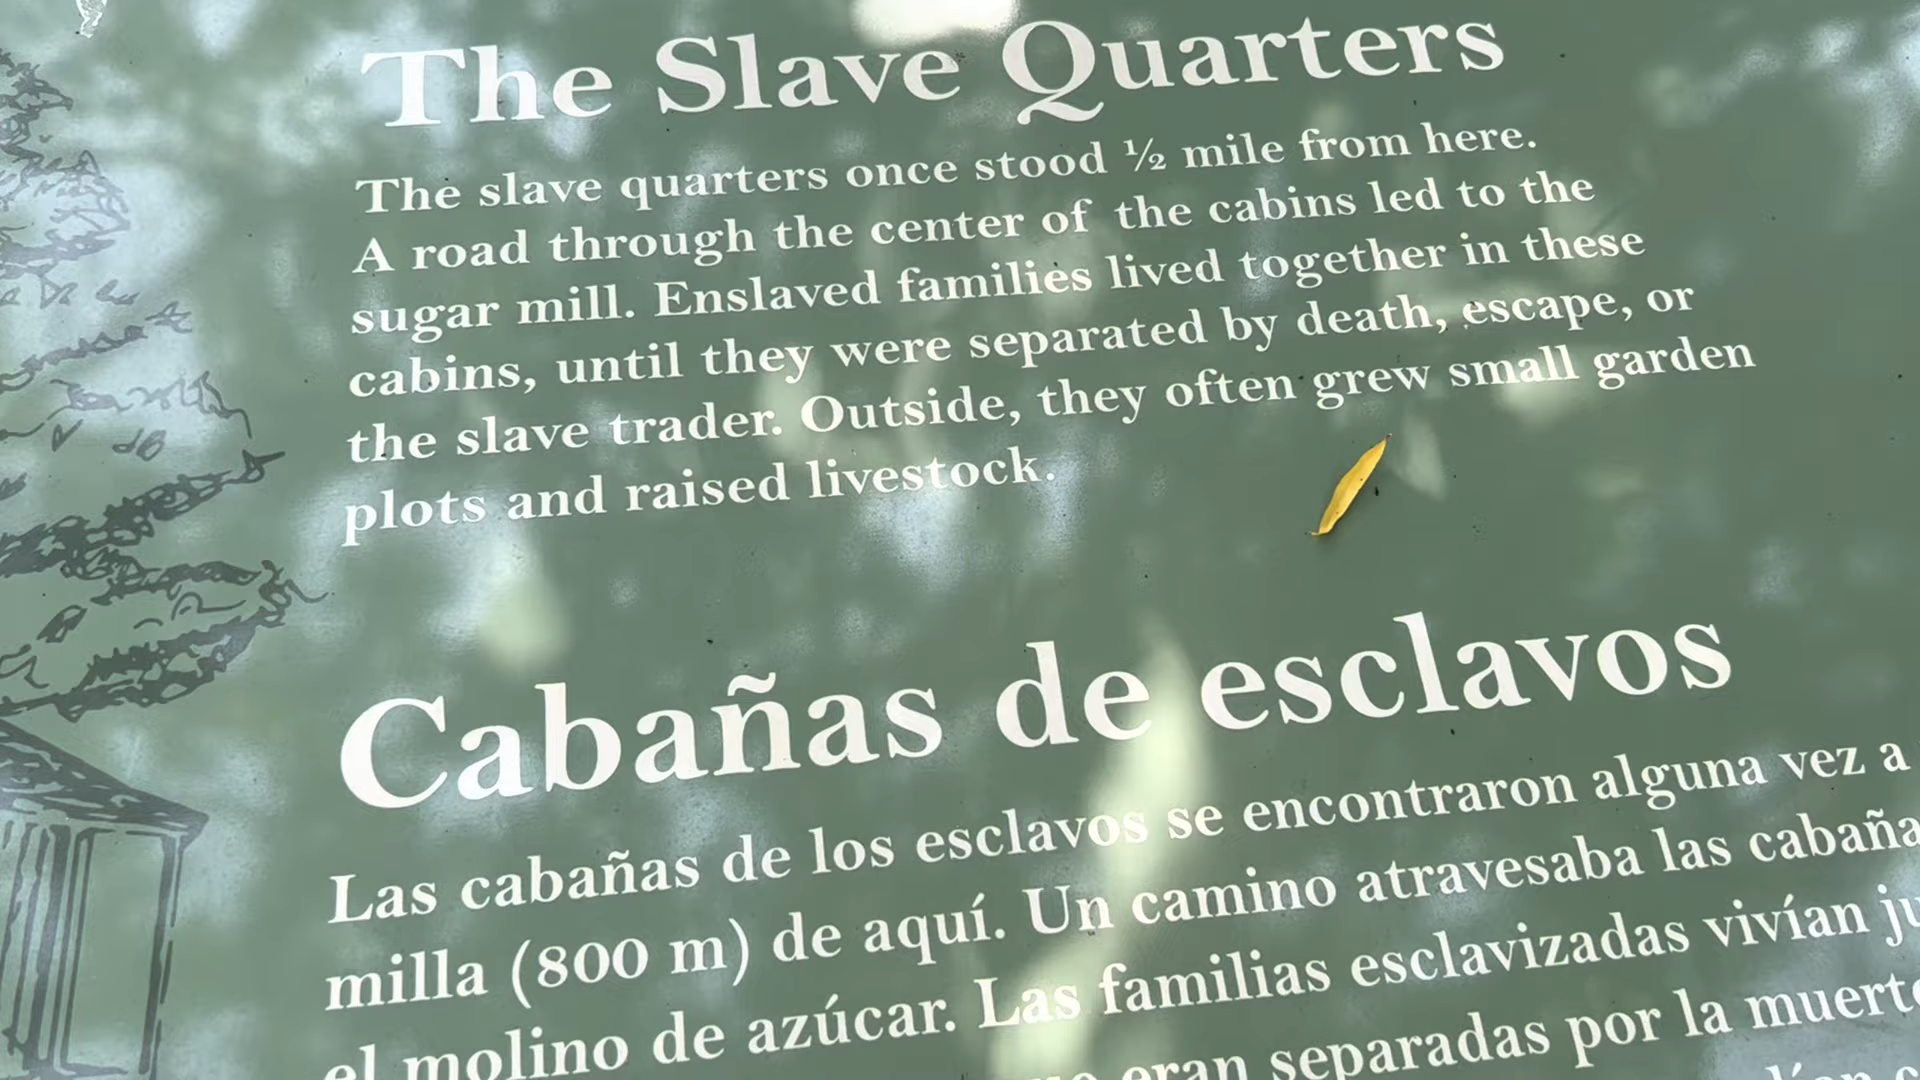 The Slave Quarters
The slave quarters once stood ½ mile from here.
A road through the center of the cabins led to the
sugar mill. Enslaved families lived together in these
cabins, until they were separated by death, escape, or
the slave trader. Outside, they often grew small garden
plots and raised livestock.
Cabañas de esclavos
Las cabañas de los esclavos se encontraron alguna vez a
milla (800 m) de aquí. Un camino atravesaba las cabaña
el molino de azúcar. Las familias esclavizadas vivían ju
eran separadas por la muerte